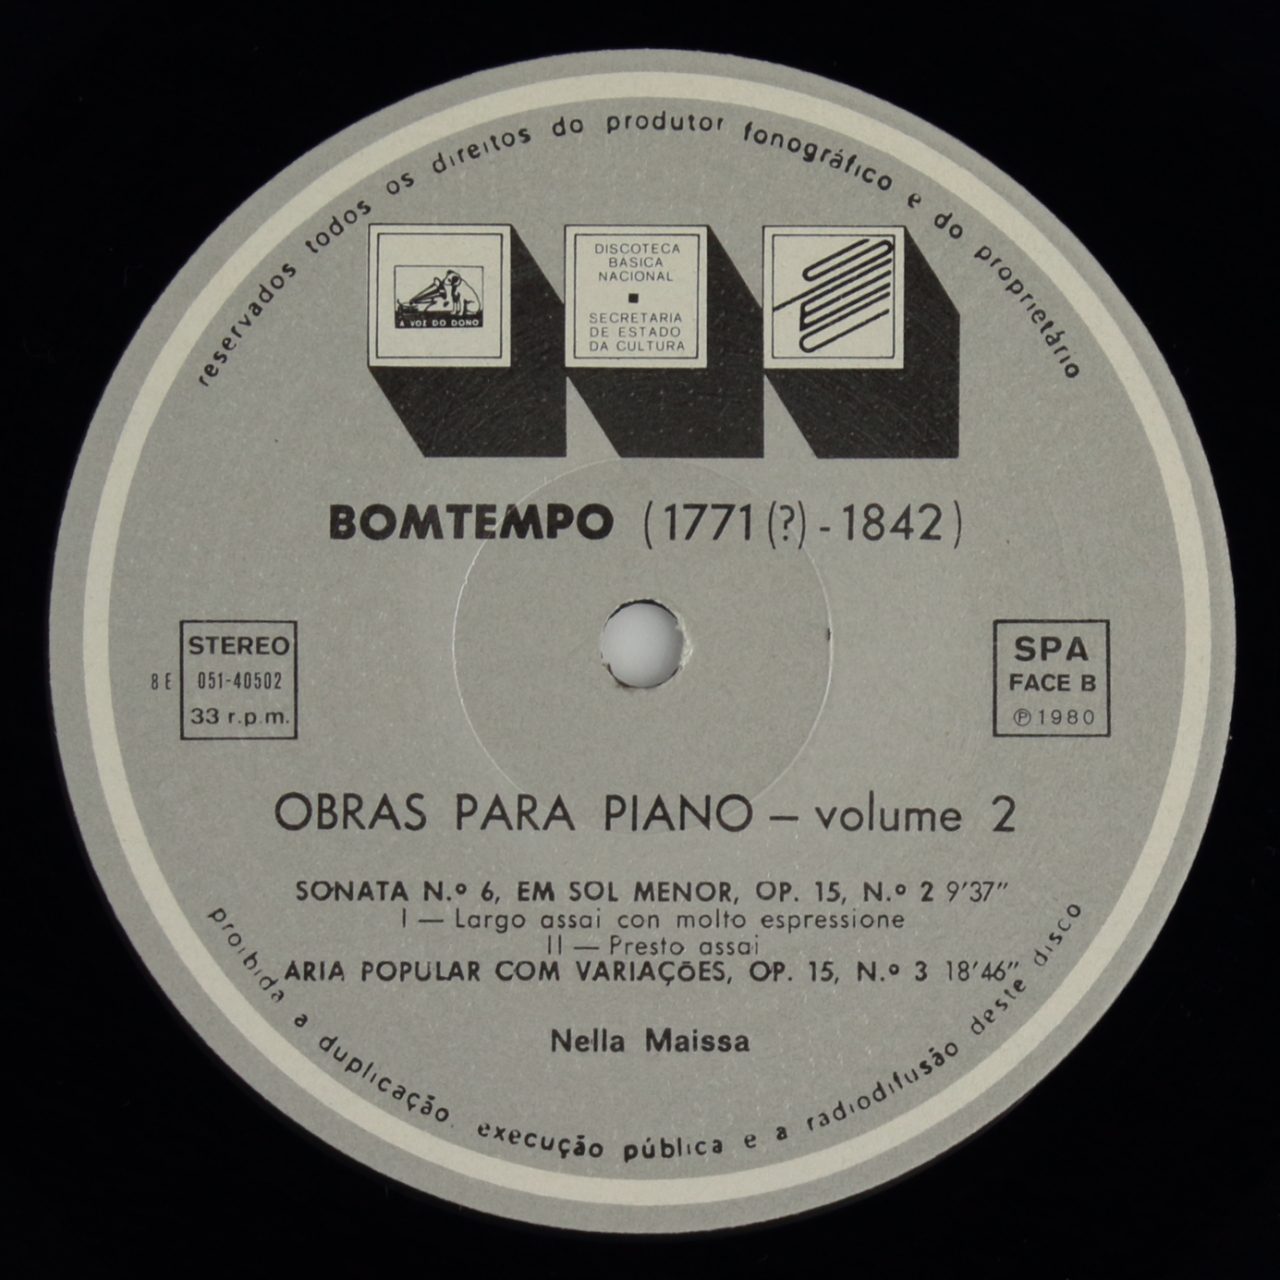 reservados todos os direitos do produtor fonográfico e do proprietário
A VOZ DO DONO
DISCOTECA
BÁSICA
NACIONAL
SECRETARIA
DE ESTADO
DA CULTURA
BOMTEMPO (1771 (?) - 1842)
STEREO
8 E 051-40502
33 r.p.m.
SPA
FACE B
℗ 1980
OBRAS PARA PIANO — volume 2
SONATA N.º 6, EM SOL MENOR, OP. 15, N.º 2 9'37"
I — Largo assai con molto espressione
II — Presto assai
ARIA POPULAR COM VARIAÇÕES, OP. 15, N.º 3 18'46"
Nella Maissa
proibida a duplicação, execução pública e a radiodifusão deste disco